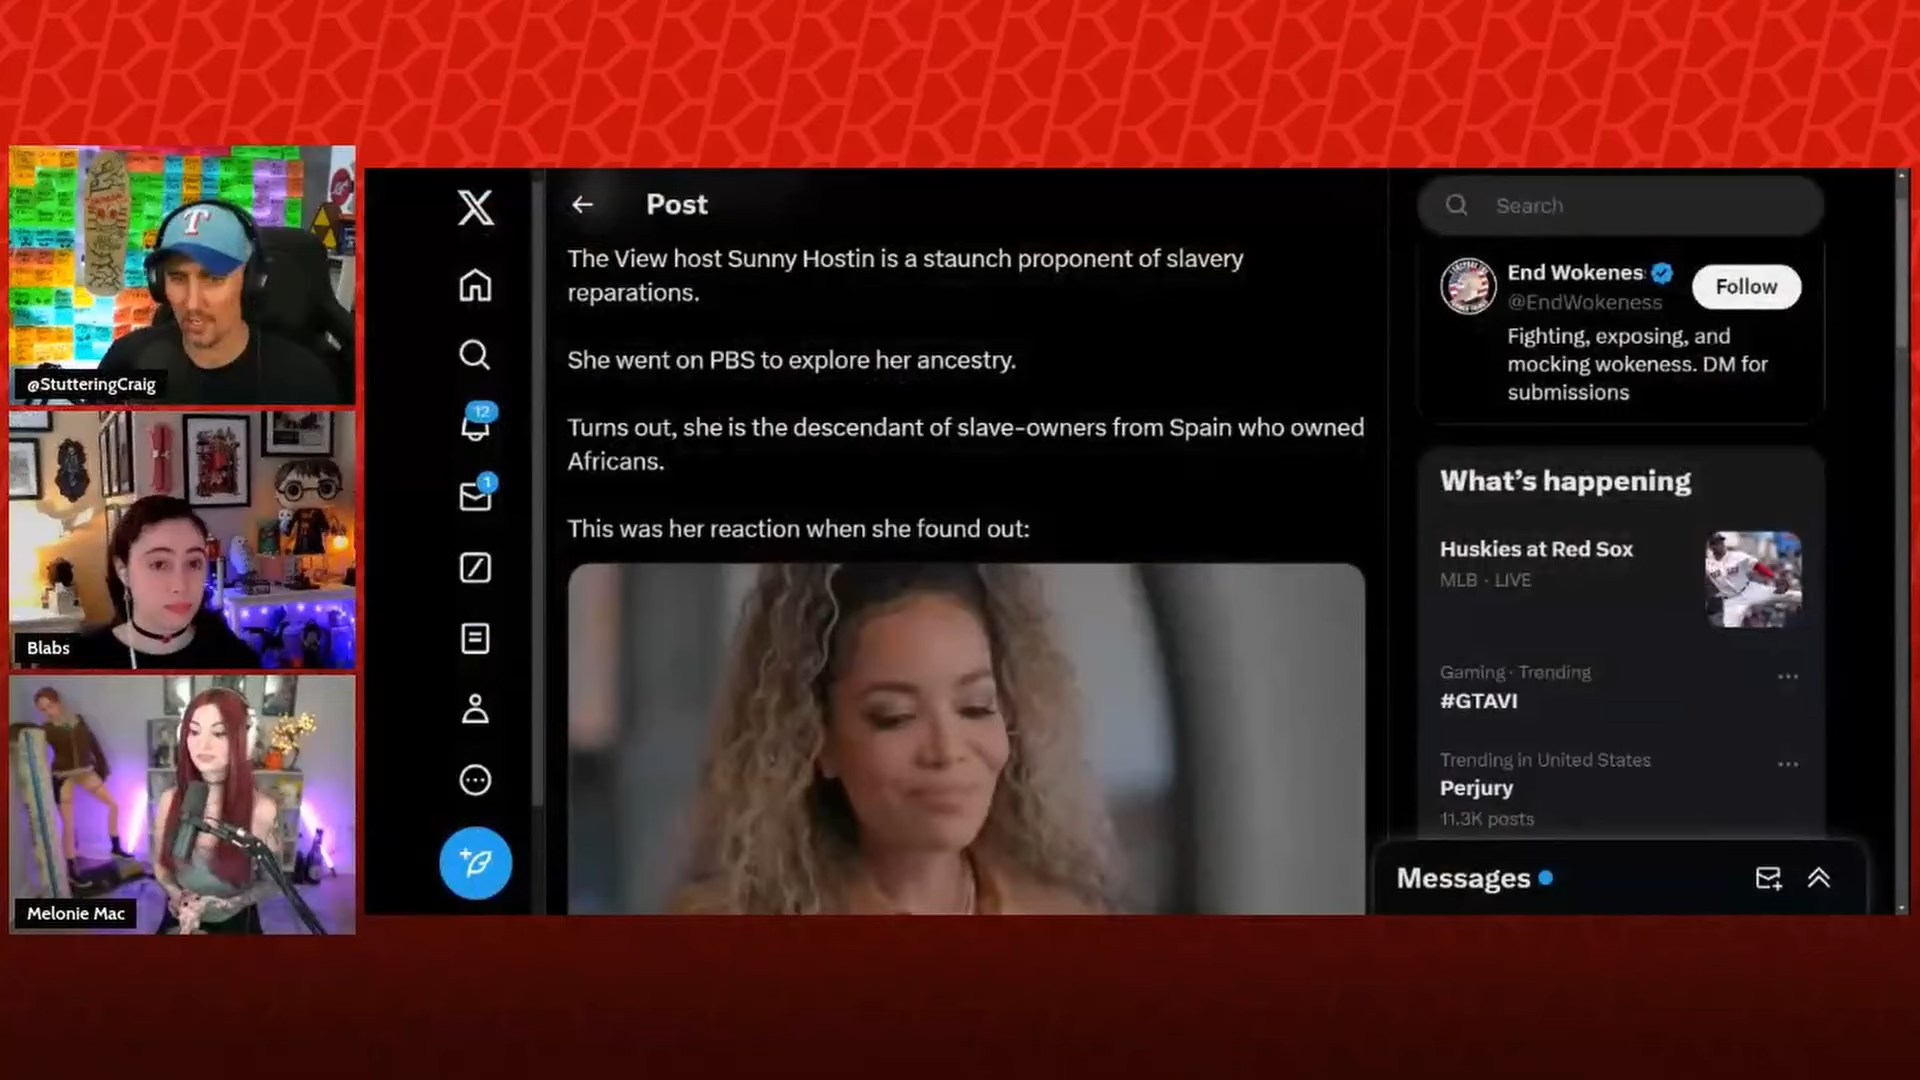 T
@StutteringCraig
Blabs
Melonie Mac
Post
The View host Sunny Hostin is a staunch proponent of slavery
reparations.
She went on PBS to explore her ancestry.
Turns out, she is the descendant of slave-owners from Spain who owned
Africans.
This was her reaction when she found out:
12
1
Search
End Wokenes
@EndWokeness
Follow
Fighting, exposing, and
mocking wokeness. DM for
submissions
What's happening
Huskies at Red Sox
MLB · LIVE
Gaming · Trending
#GTAVI
Trending in United States
Perjury
11.3K posts
Messages